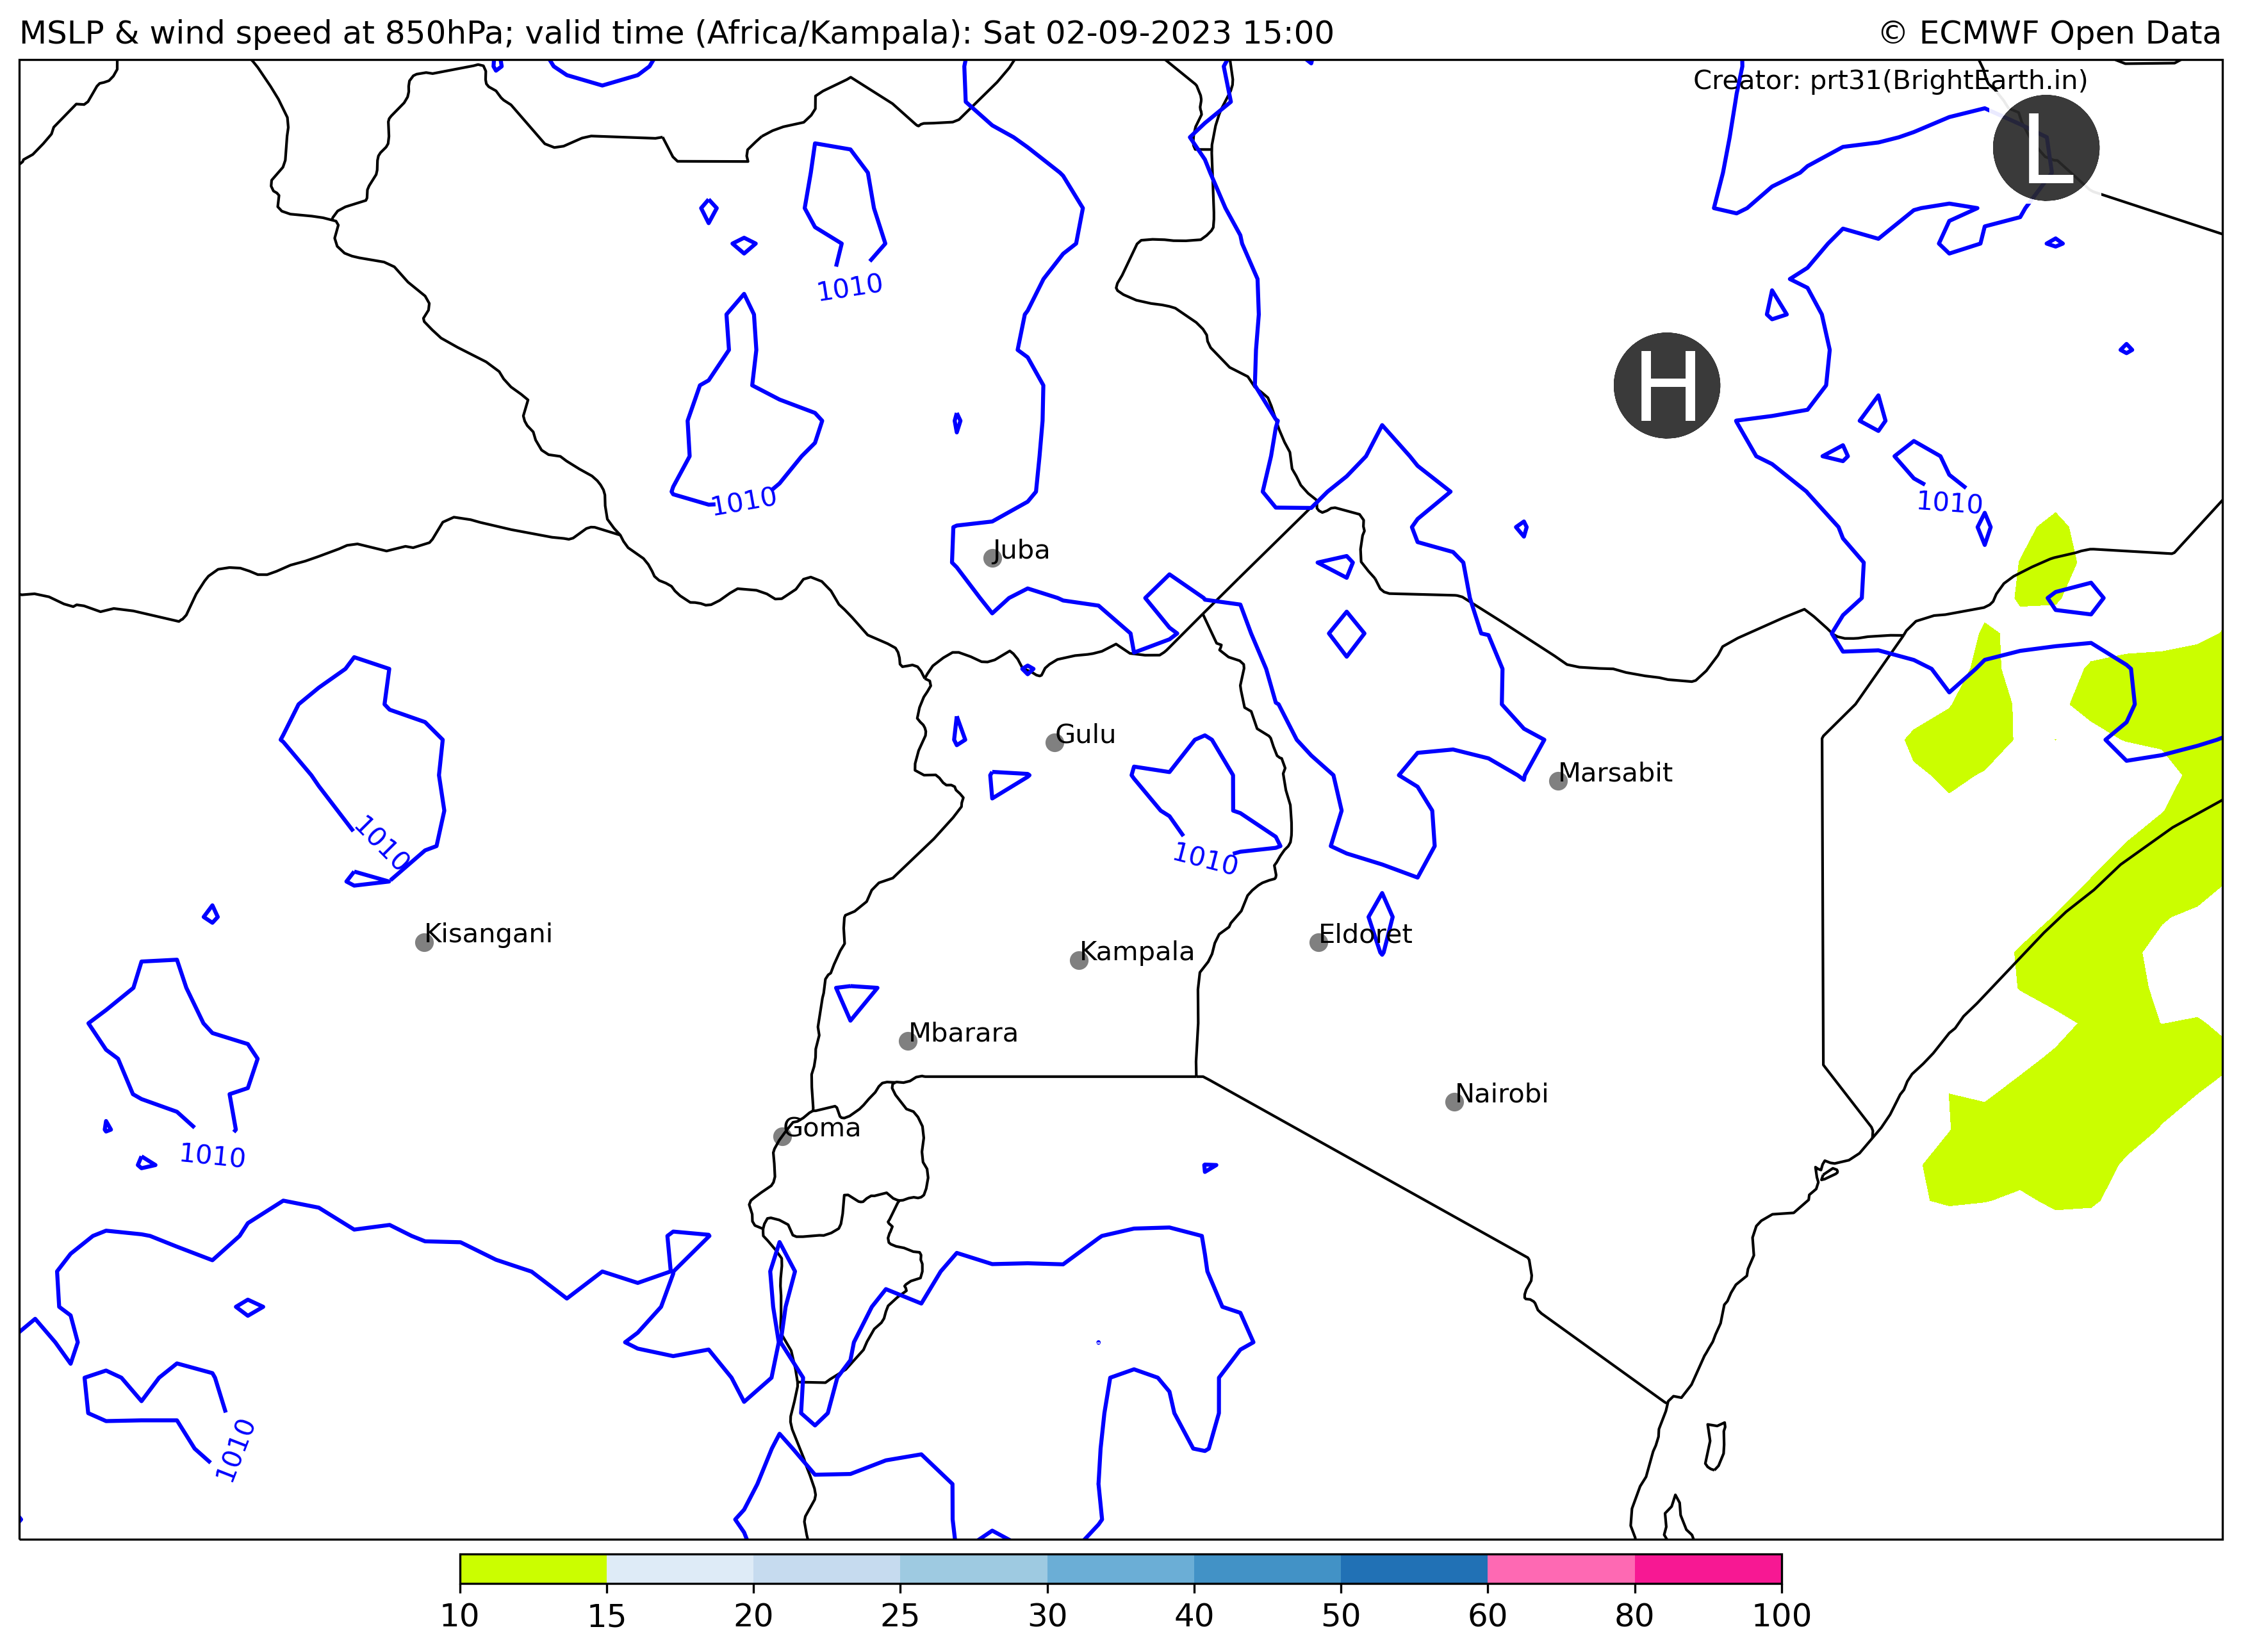 MSLP & wind speed at 850hPa; valid time (Africa/Kampala): Sat 02-09-2023 15:00
© ECMWF Open Data
Creator: prt31(BrightEarth.in)
L
1010
H
1010
1010
Juba
Gulu
Marsabit
1010
1010
Kisangani
Eldoret
Kampala
Mbarara
Nairobi
Goma
1010
1010
10 15 20 25 30 40 50 60 80 100